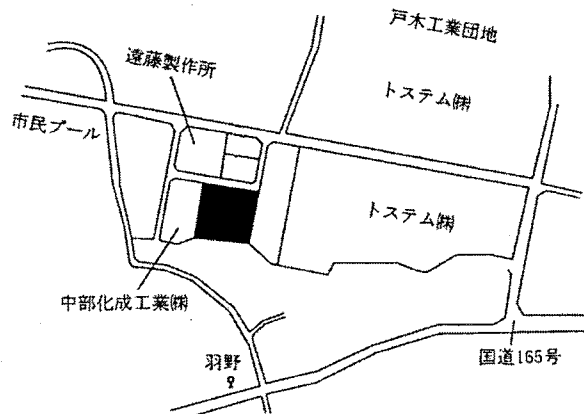 戸木工業団地
遠藤製作所
トステム㈱
市民プール
トステム㈱
中部化成工業㈱
羽野
国道165号